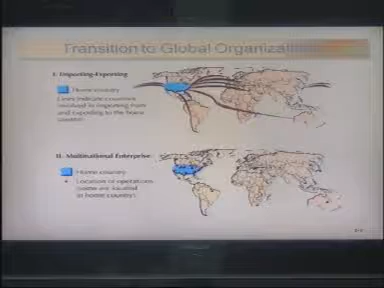 Transition to Global Organization
I. Importing-Exporting
Home country
Lines indicate countries
involved in importing from
and exporting to the home
country
II. Multinational Enterprise
Home country
• Location of operations
(some are located
in home country)